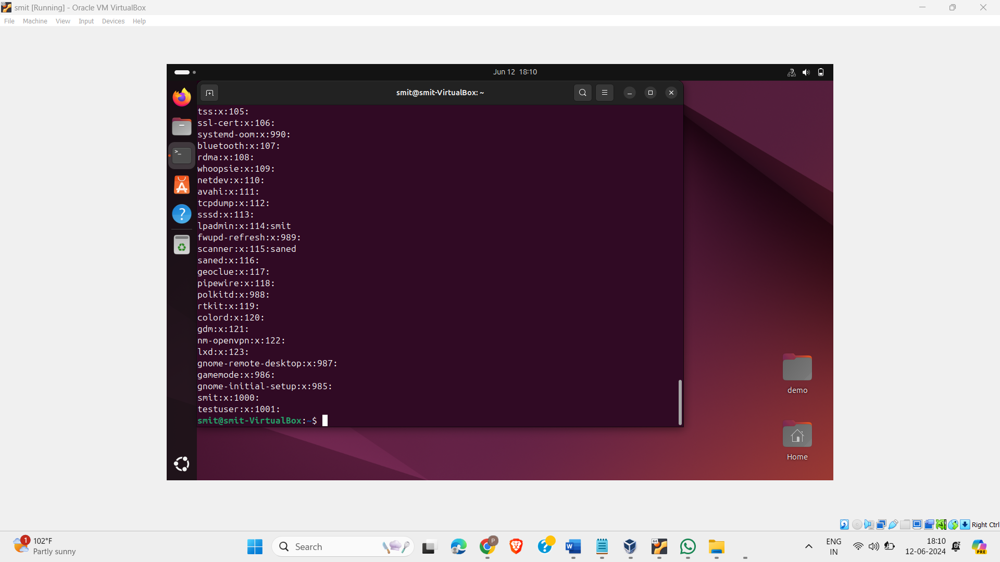 smit [Running] - Oracle VM VirtualBox
File Machine View Input Devices Help
Jun 12 18:10
smit@smit-VirtualBox: ~
tss:x:105:
ssl-cert:x:106:
systemd-oom:x:990:
bluetooth:x:107:
rdma:x:108:
whoopsie:x:109:
netdev:x:110:
avahi:x:111:
tcpdump:x:112:
sssd:x:113:
lpadmin:x:114:smit
fwupd-refresh:x:989:
scanner:x:115:saned
saned:x:116:
geoclue:x:117:
pipewire:x:118:
polkitd:x:988:
rtkit:x:119:
colord:x:120:
gdm:x:121:
nm-openvpn:x:122:
lxd:x:123:
gnome-remote-desktop:x:987:
gamemode:x:986:
gnome-initial-setup:x:985:
smit:x:1000:
testuser:x:1001:
smit@smit-VirtualBox:~$
demo
Home
Right Ctrl
1
102°F
Partly sunny
Search
P
64
ENG
IN
18:10
12-06-2024
PRE